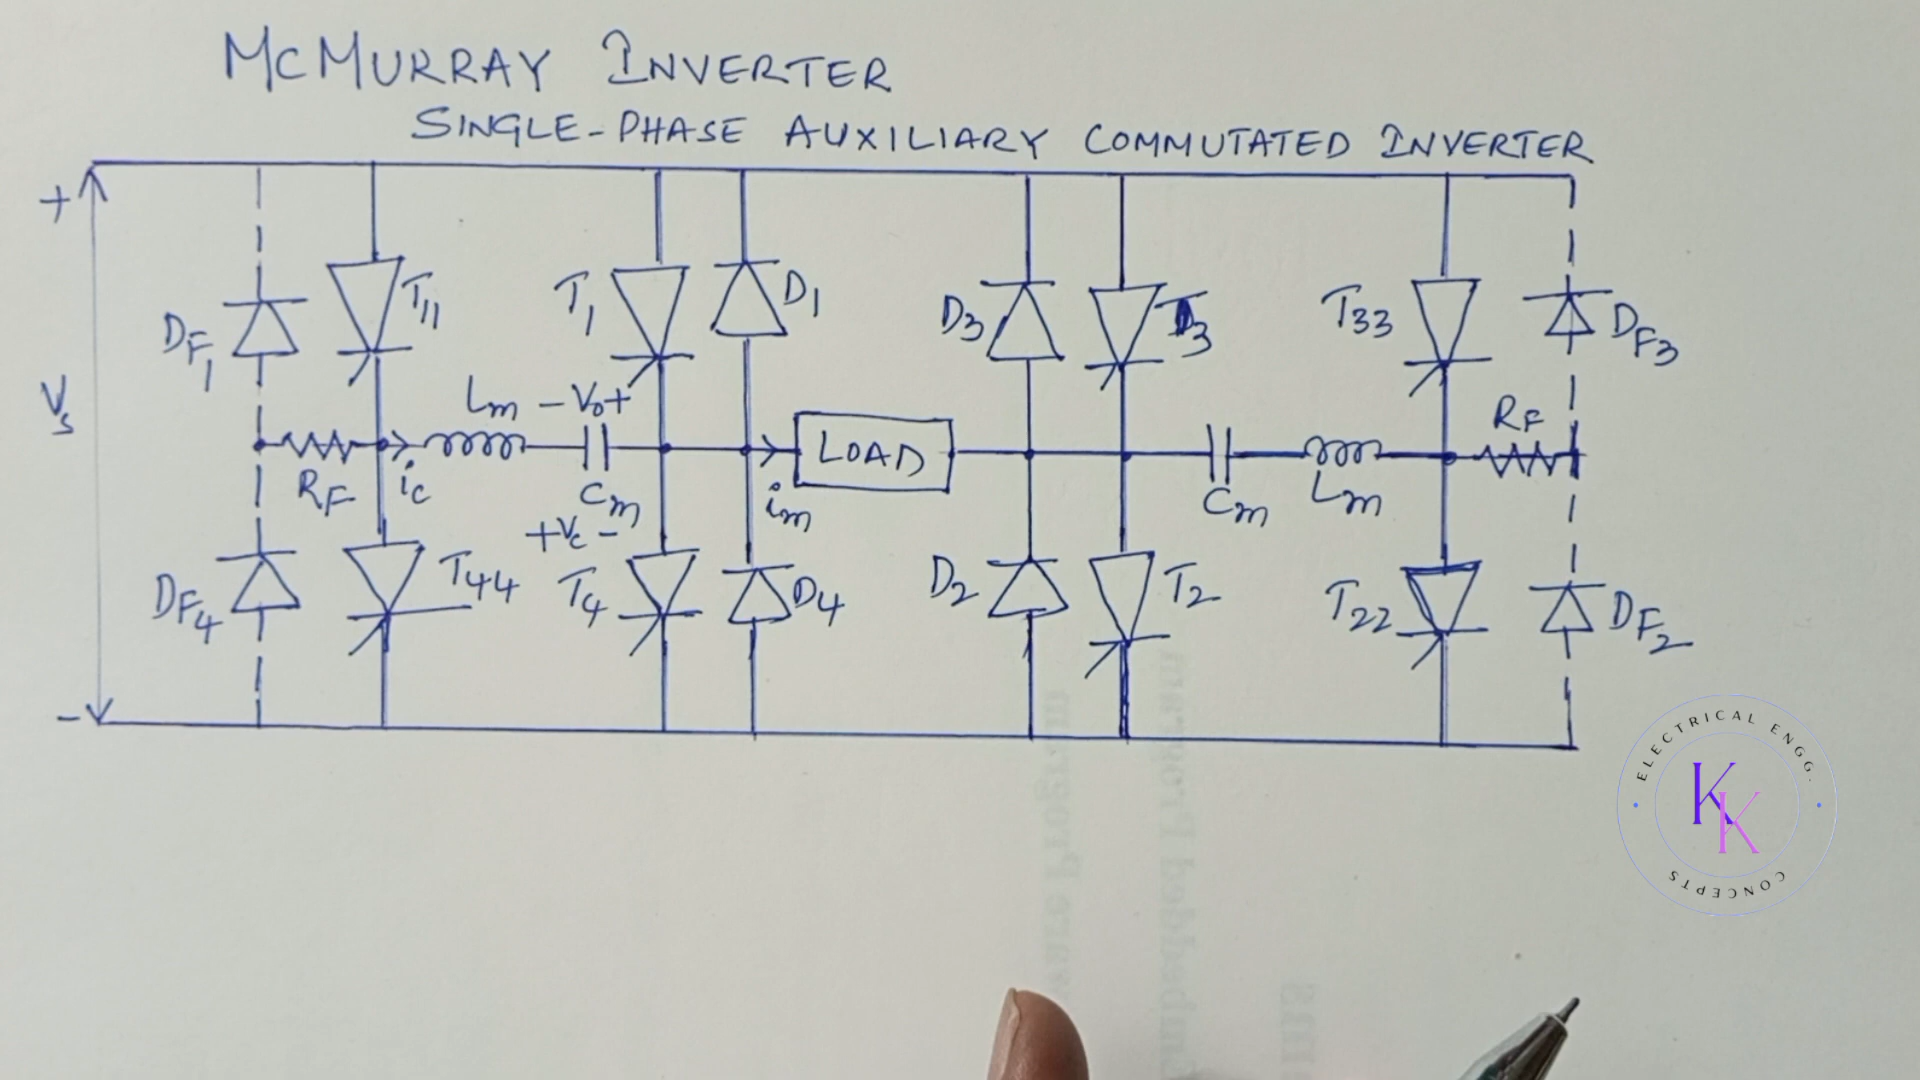 McMURRAY INVERTER
SINGLE-PHASE AUXILIARY COMMUTATED INVERTER
+
Vs
-
DF1
T11
T1
D1
D3
T3
T33
DF3
Lm
- Vo +
RF
ic
Cm
+ Vc -
im
LOAD
Cm
Lm
RF
DF4
T44
T4
D4
D2
T2
T22
DF2
ELECTRICAL ENGG.
KK
CONCEPTS